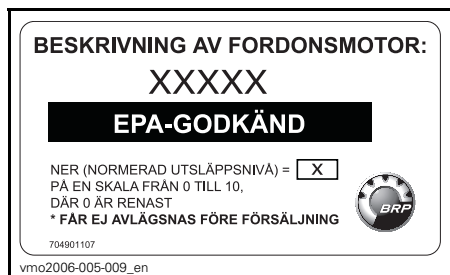 BESKRIVNING AV FORDONSMOTOR:
XXXXX
EPA-GODKÄND
NER (NORMERAD UTSLÄPPSNIVÅ) = X
PÅ EN SKALA FRÅN 0 TILL 10,
DÄR 0 ÄR RENAST
* FÅR EJ AVLÄGSNAS FÖRE FÖRSÄLJNING
BRP
704901107
vmo2006-005-009_en